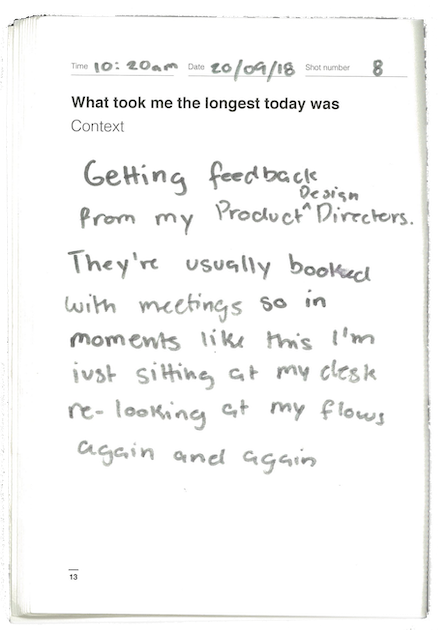 Time 10:20am Date 20/09/18 Shot number 8
What took me the longest today was
Context
Getting feedback
Design
from my Product ^ Directors.
They're usually booked
with meetings so in
moments like this I'm
just sitting at my desk
re-looking at my flows
again and again
13